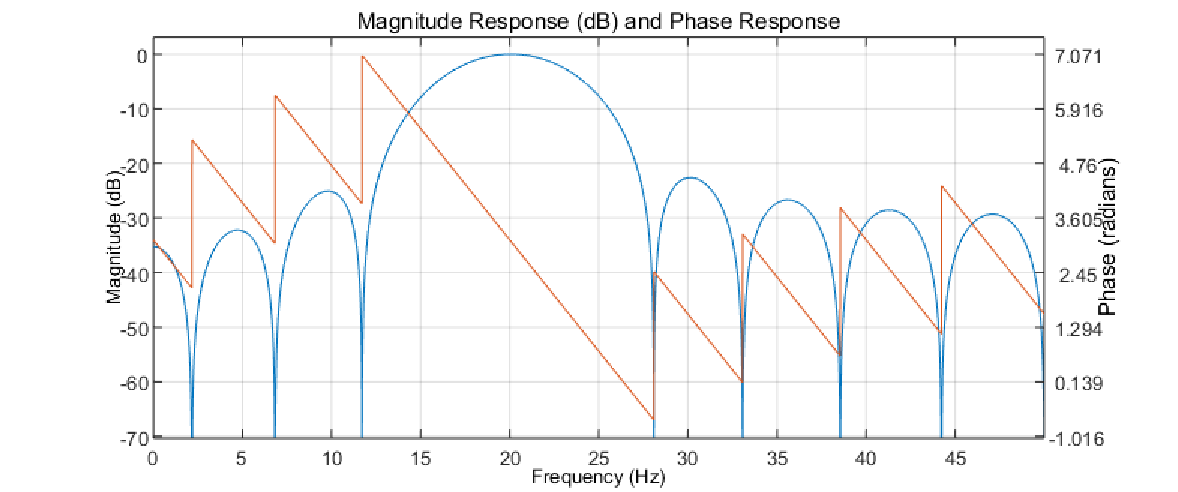 Magnitude Response (dB) and Phase Response
0 7.071
-10 5.916
-20 4.76
-30 3.605
-40 2.45
-50 1.294
-60 0.139
-70 -1.016
Magnitude (dB)
Phase (radians)
0 5 10 15 20 25 30 35 40 45
Frequency (Hz)